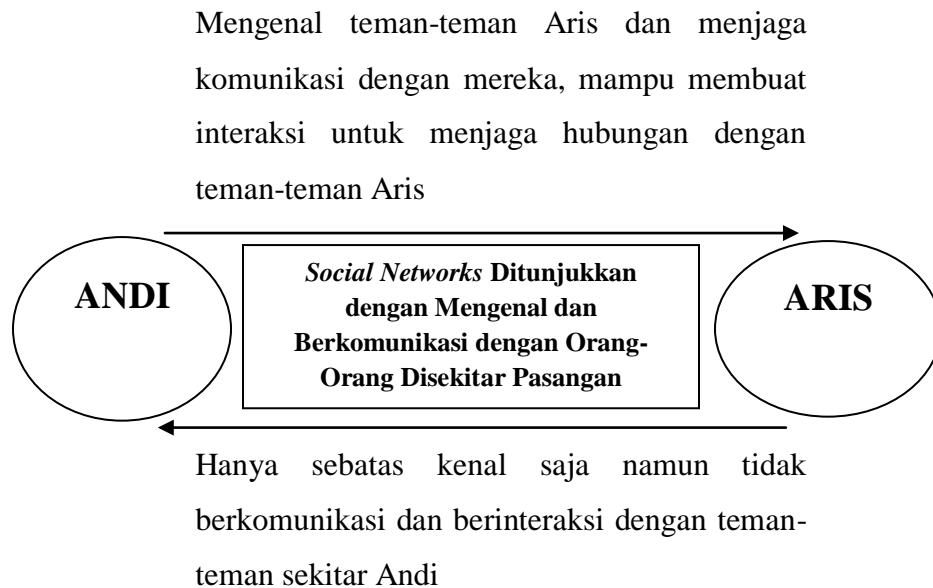 Mengenal teman-teman Aris dan menjaga
komunikasi dengan mereka, mampu membuat
interaksi untuk menjaga hubungan dengan
teman-teman Aris
ANDI
Social Networks Ditunjukkan
dengan Mengenal dan
Berkomunikasi dengan Orang-
Orang Disekitar Pasangan
ARIS
Hanya sebatas kenal saja namun tidak
berkomunikasi dan berinteraksi dengan teman-
teman sekitar Andi